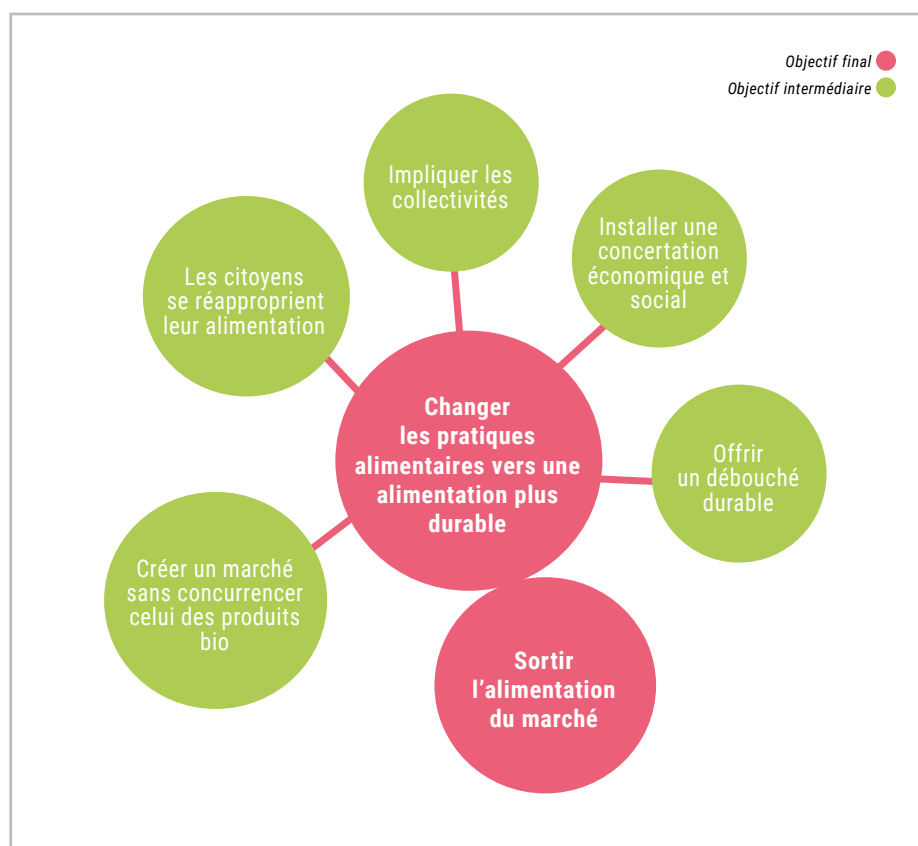 Objectif final
Objectif intermédiaire
Impliquer les
collectivités
Installer une
concertation
économique et
social
Les citoyens
se réapproprient
leur alimentation
Changer
les pratiques
alimentaires vers une
alimentation plus
durable
Offrir
un débouché
durable
Créer un marché
sans concurrencer
celui des produits
bio
Sortir
l’alimentation
du marché